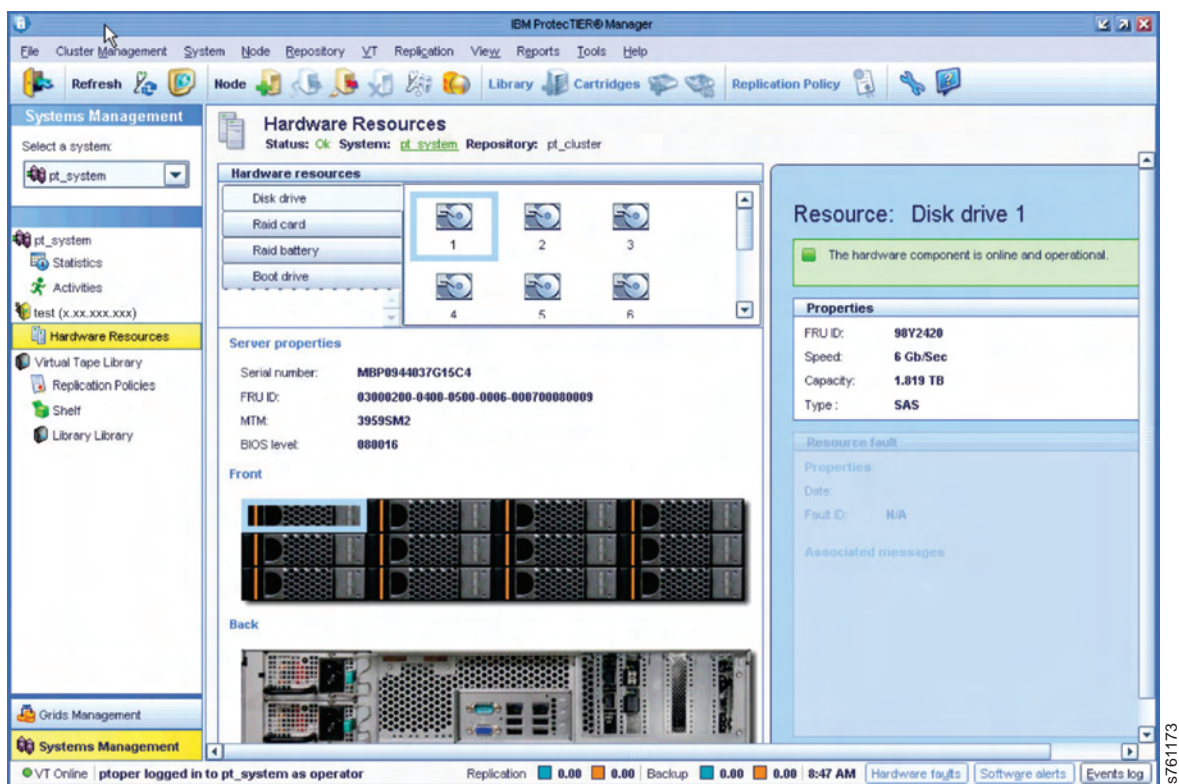 IBM ProtecTIER® Manager
File Cluster Management System Node Repository VT Replication View Reports Tools Help
Refresh Node Library Cartridges Replication Policy
Systems Management
Select a system:
pt_system
pt_system
Statistics
Activities
test (x.xx.xxx.xxx)
Hardware Resources
Virtual Tape Library
Replication Policies
Shelf
Library Library
Grids Management
Systems Management
Hardware Resources
Status: Ok System: pt_system Repository: pt_cluster
Hardware resources
Disk drive
Raid card
Raid battery
Boot drive
1 2 3
4 5 6
Server properties
Serial number: MBP0944037G15C4
FRU ID: 03000200-0400-0500-0006-000700080009
MTM: 3959SM2
BIOS level: 080016
Front
Back
Resource: Disk drive 1
The hardware component is online and operational.
Properties
FRU ID: 98Y2420
Speed: 6 Gb/Sec
Capacity: 1.819 TB
Type : SAS
Resource fault
Properties
Date:
Fault ID: N/A
Associated messages
VT Online ptoper logged in to pt_system as operator Replication 0.00 0.00 Backup 0.00 0.00 8:47 AM Hardware faults Software alerts Events log
s761173